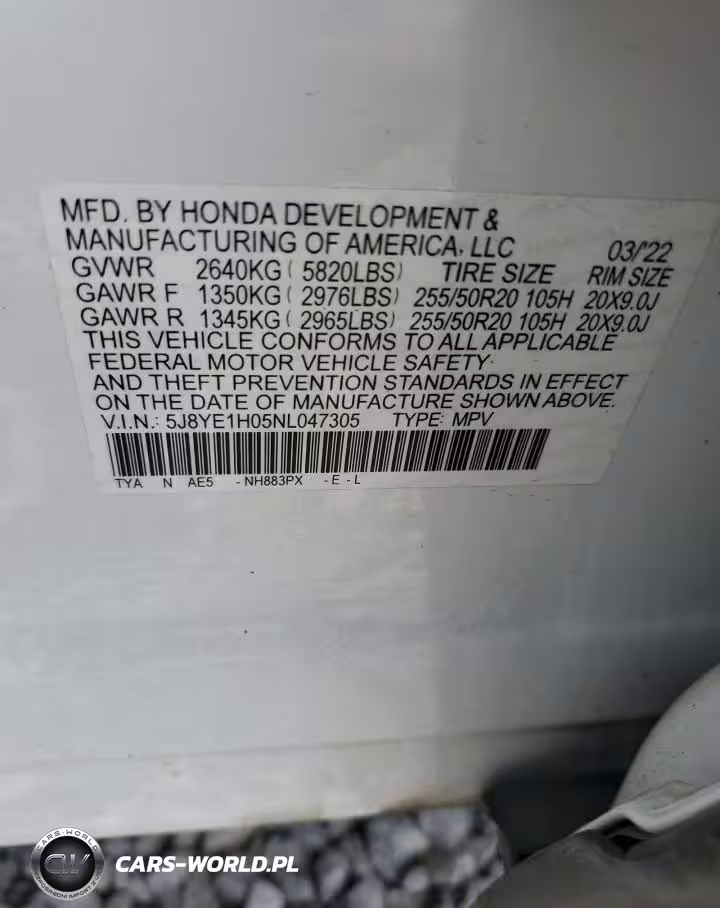 MFD. BY HONDA DEVELOPMENT &
MANUFACTURING OF AMERICA, LLC 03/'22
GVWR 2640KG ( 5820LBS) TIRE SIZE RIM SIZE
GAWR F 1350KG ( 2976LBS) 255/50R20 105H 20X9.0J
GAWR R 1345KG ( 2965LBS) 255/50R20 105H 20X9.0J
THIS VEHICLE CONFORMS TO ALL APPLICABLE
FEDERAL MOTOR VEHICLE SAFETY
AND THEFT PREVENTION STANDARDS IN EFFECT
ON THE DATE OF MANUFACTURE SHOWN ABOVE.
V.I.N.: 5J8YE1H05NL047305 TYPE: MPV
TYA N AE5 - NH883PX - E - L
CARS-WORLD
CW
CARS-WORLD.PL